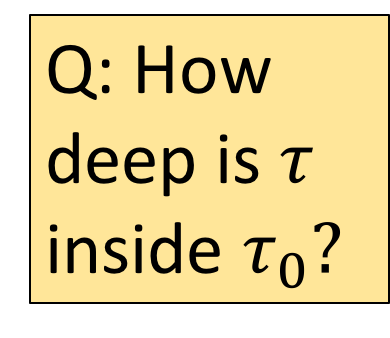 Q: How
deep is τ
inside τ₀?